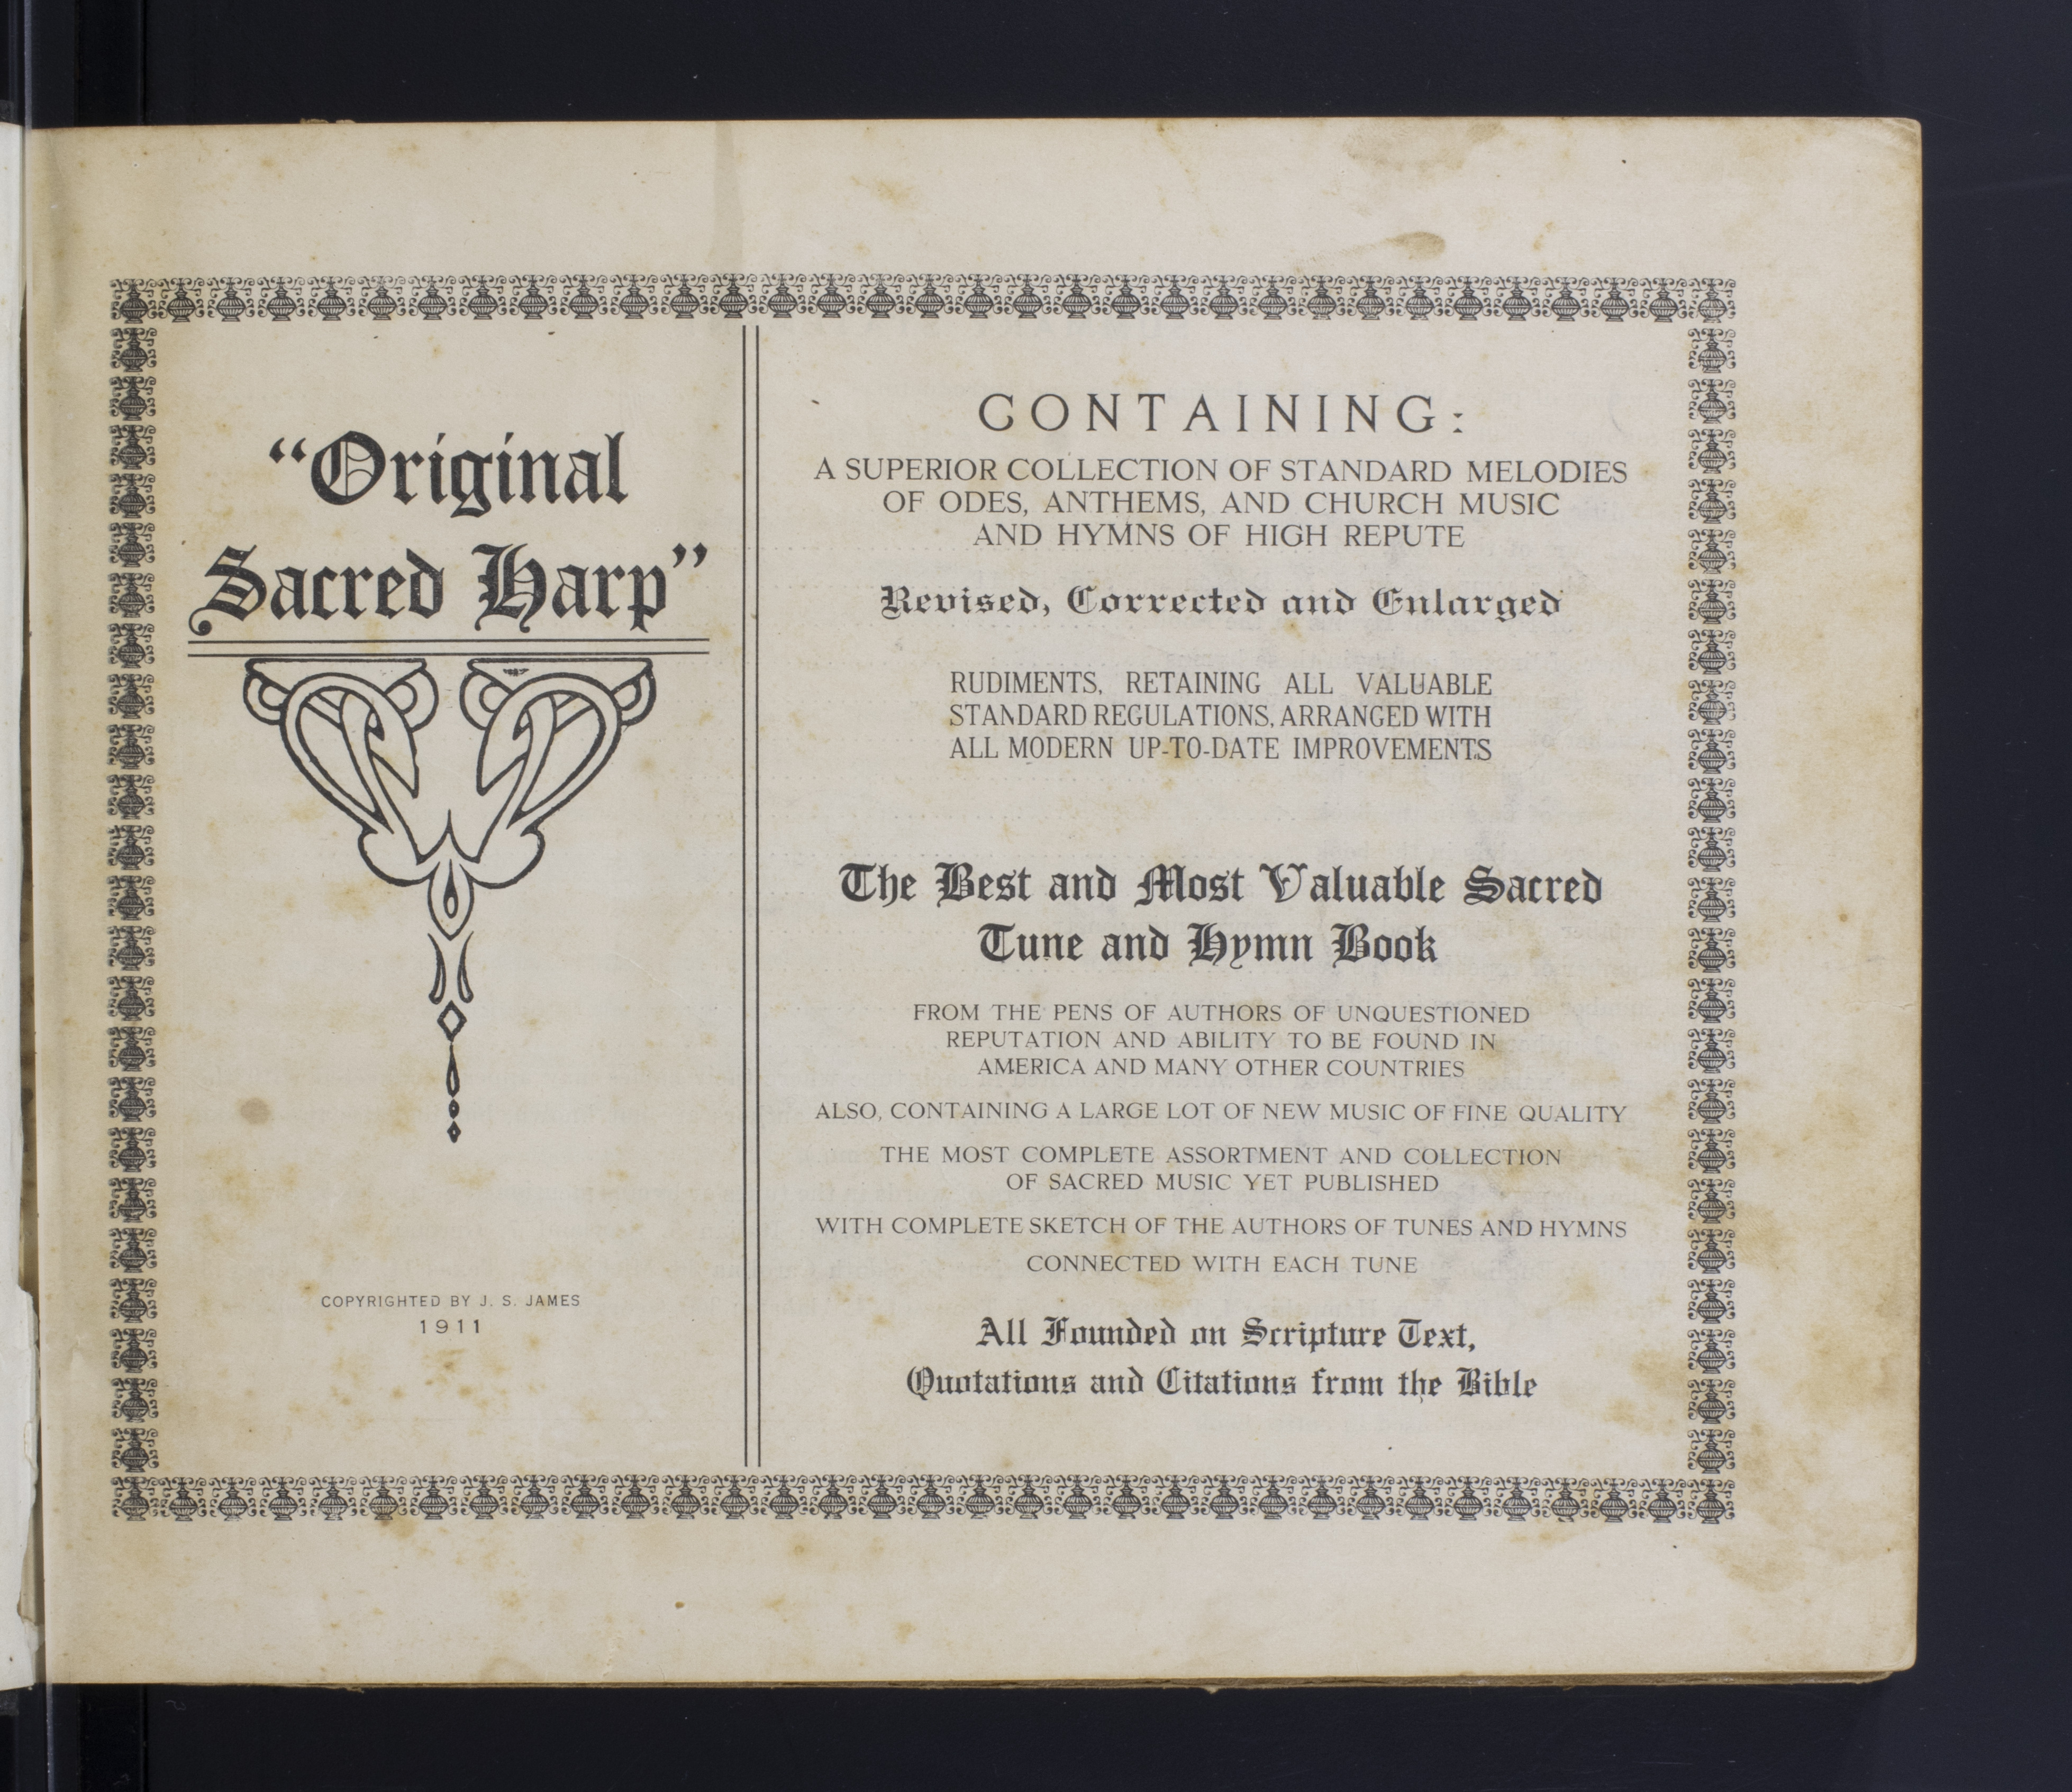 "Original
Sacred Harp"
COPYRIGHTED BY J. S. JAMES
1911
CONTAINING:
A SUPERIOR COLLECTION OF STANDARD MELODIES
OF ODES, ANTHEMS, AND CHURCH MUSIC
AND HYMNS OF HIGH REPUTE
Revised, Corrected and Enlarged
RUDIMENTS, RETAINING ALL VALUABLE
STANDARD REGULATIONS, ARRANGED WITH
ALL MODERN UP-TO-DATE IMPROVEMENTS
The Best and Most Valuable Sacred
Tune and Hymn Book
FROM THE PENS OF AUTHORS OF UNQUESTIONED
REPUTATION AND ABILITY TO BE FOUND IN
AMERICA AND MANY OTHER COUNTRIES
ALSO, CONTAINING A LARGE LOT OF NEW MUSIC OF FINE QUALITY
THE MOST COMPLETE ASSORTMENT AND COLLECTION
OF SACRED MUSIC YET PUBLISHED
WITH COMPLETE SKETCH OF THE AUTHORS OF TUNES AND HYMNS
CONNECTED WITH EACH TUNE
All Founded on Scripture Text,
Quotations and Citations from the Bible